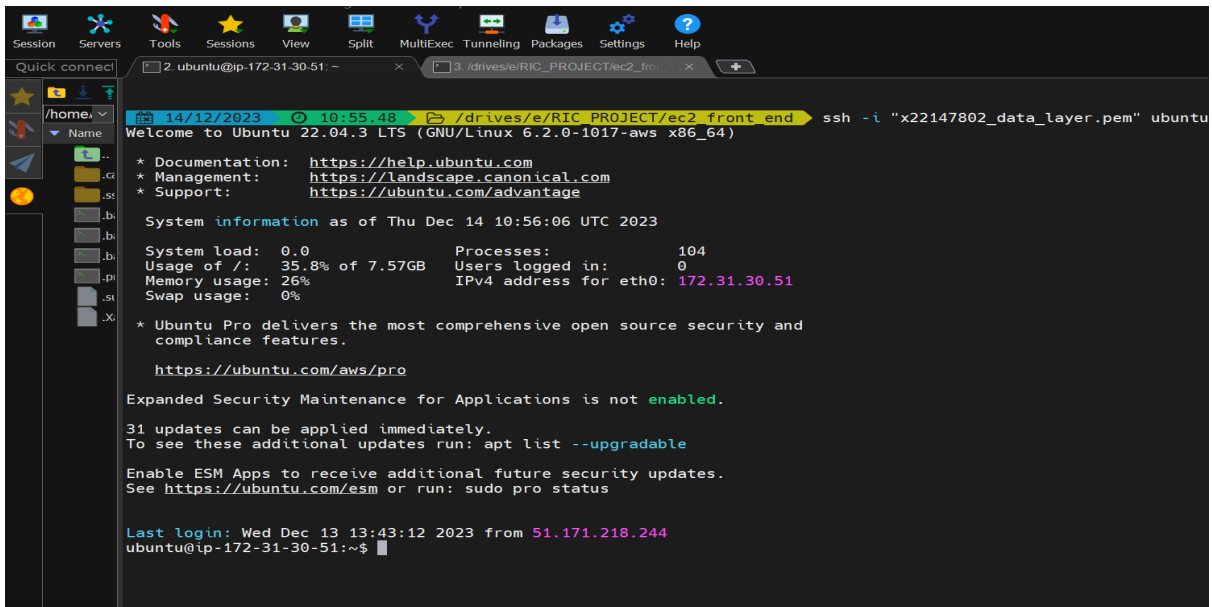 Session Servers Tools Sessions View Split MultiExec Tunneling Packages Settings Help
Quick connect 2. ubuntu@ip-172-31-30-51: ~ 3. /drives/e/RIC_PROJECT/ec2_fron
/home/
Name
..
.ca
.ss
.ba
.ba
.ba
.pr
.su
.Xa
14/12/2023 10:55.48 /drives/e/RIC_PROJECT/ec2_front_end ssh -i "x22147802_data_layer.pem" ubuntu
Welcome to Ubuntu 22.04.3 LTS (GNU/Linux 6.2.0-1017-aws x86_64)
* Documentation: https://help.ubuntu.com
* Management: https://landscape.canonical.com
* Support: https://ubuntu.com/advantage
System information as of Thu Dec 14 10:56:06 UTC 2023
System load: 0.0 Processes: 104
Usage of /: 35.8% of 7.57GB Users logged in: 0
Memory usage: 26% IPv4 address for eth0: 172.31.30.51
Swap usage: 0%
* Ubuntu Pro delivers the most comprehensive open source security and
compliance features.
https://ubuntu.com/aws/pro
Expanded Security Maintenance for Applications is not enabled.
31 updates can be applied immediately.
To see these additional updates run: apt list --upgradable
Enable ESM Apps to receive additional future security updates.
See https://ubuntu.com/esm or run: sudo pro status
Last login: Wed Dec 13 13:43:12 2023 from 51.171.218.244
ubuntu@ip-172-31-30-51:~$